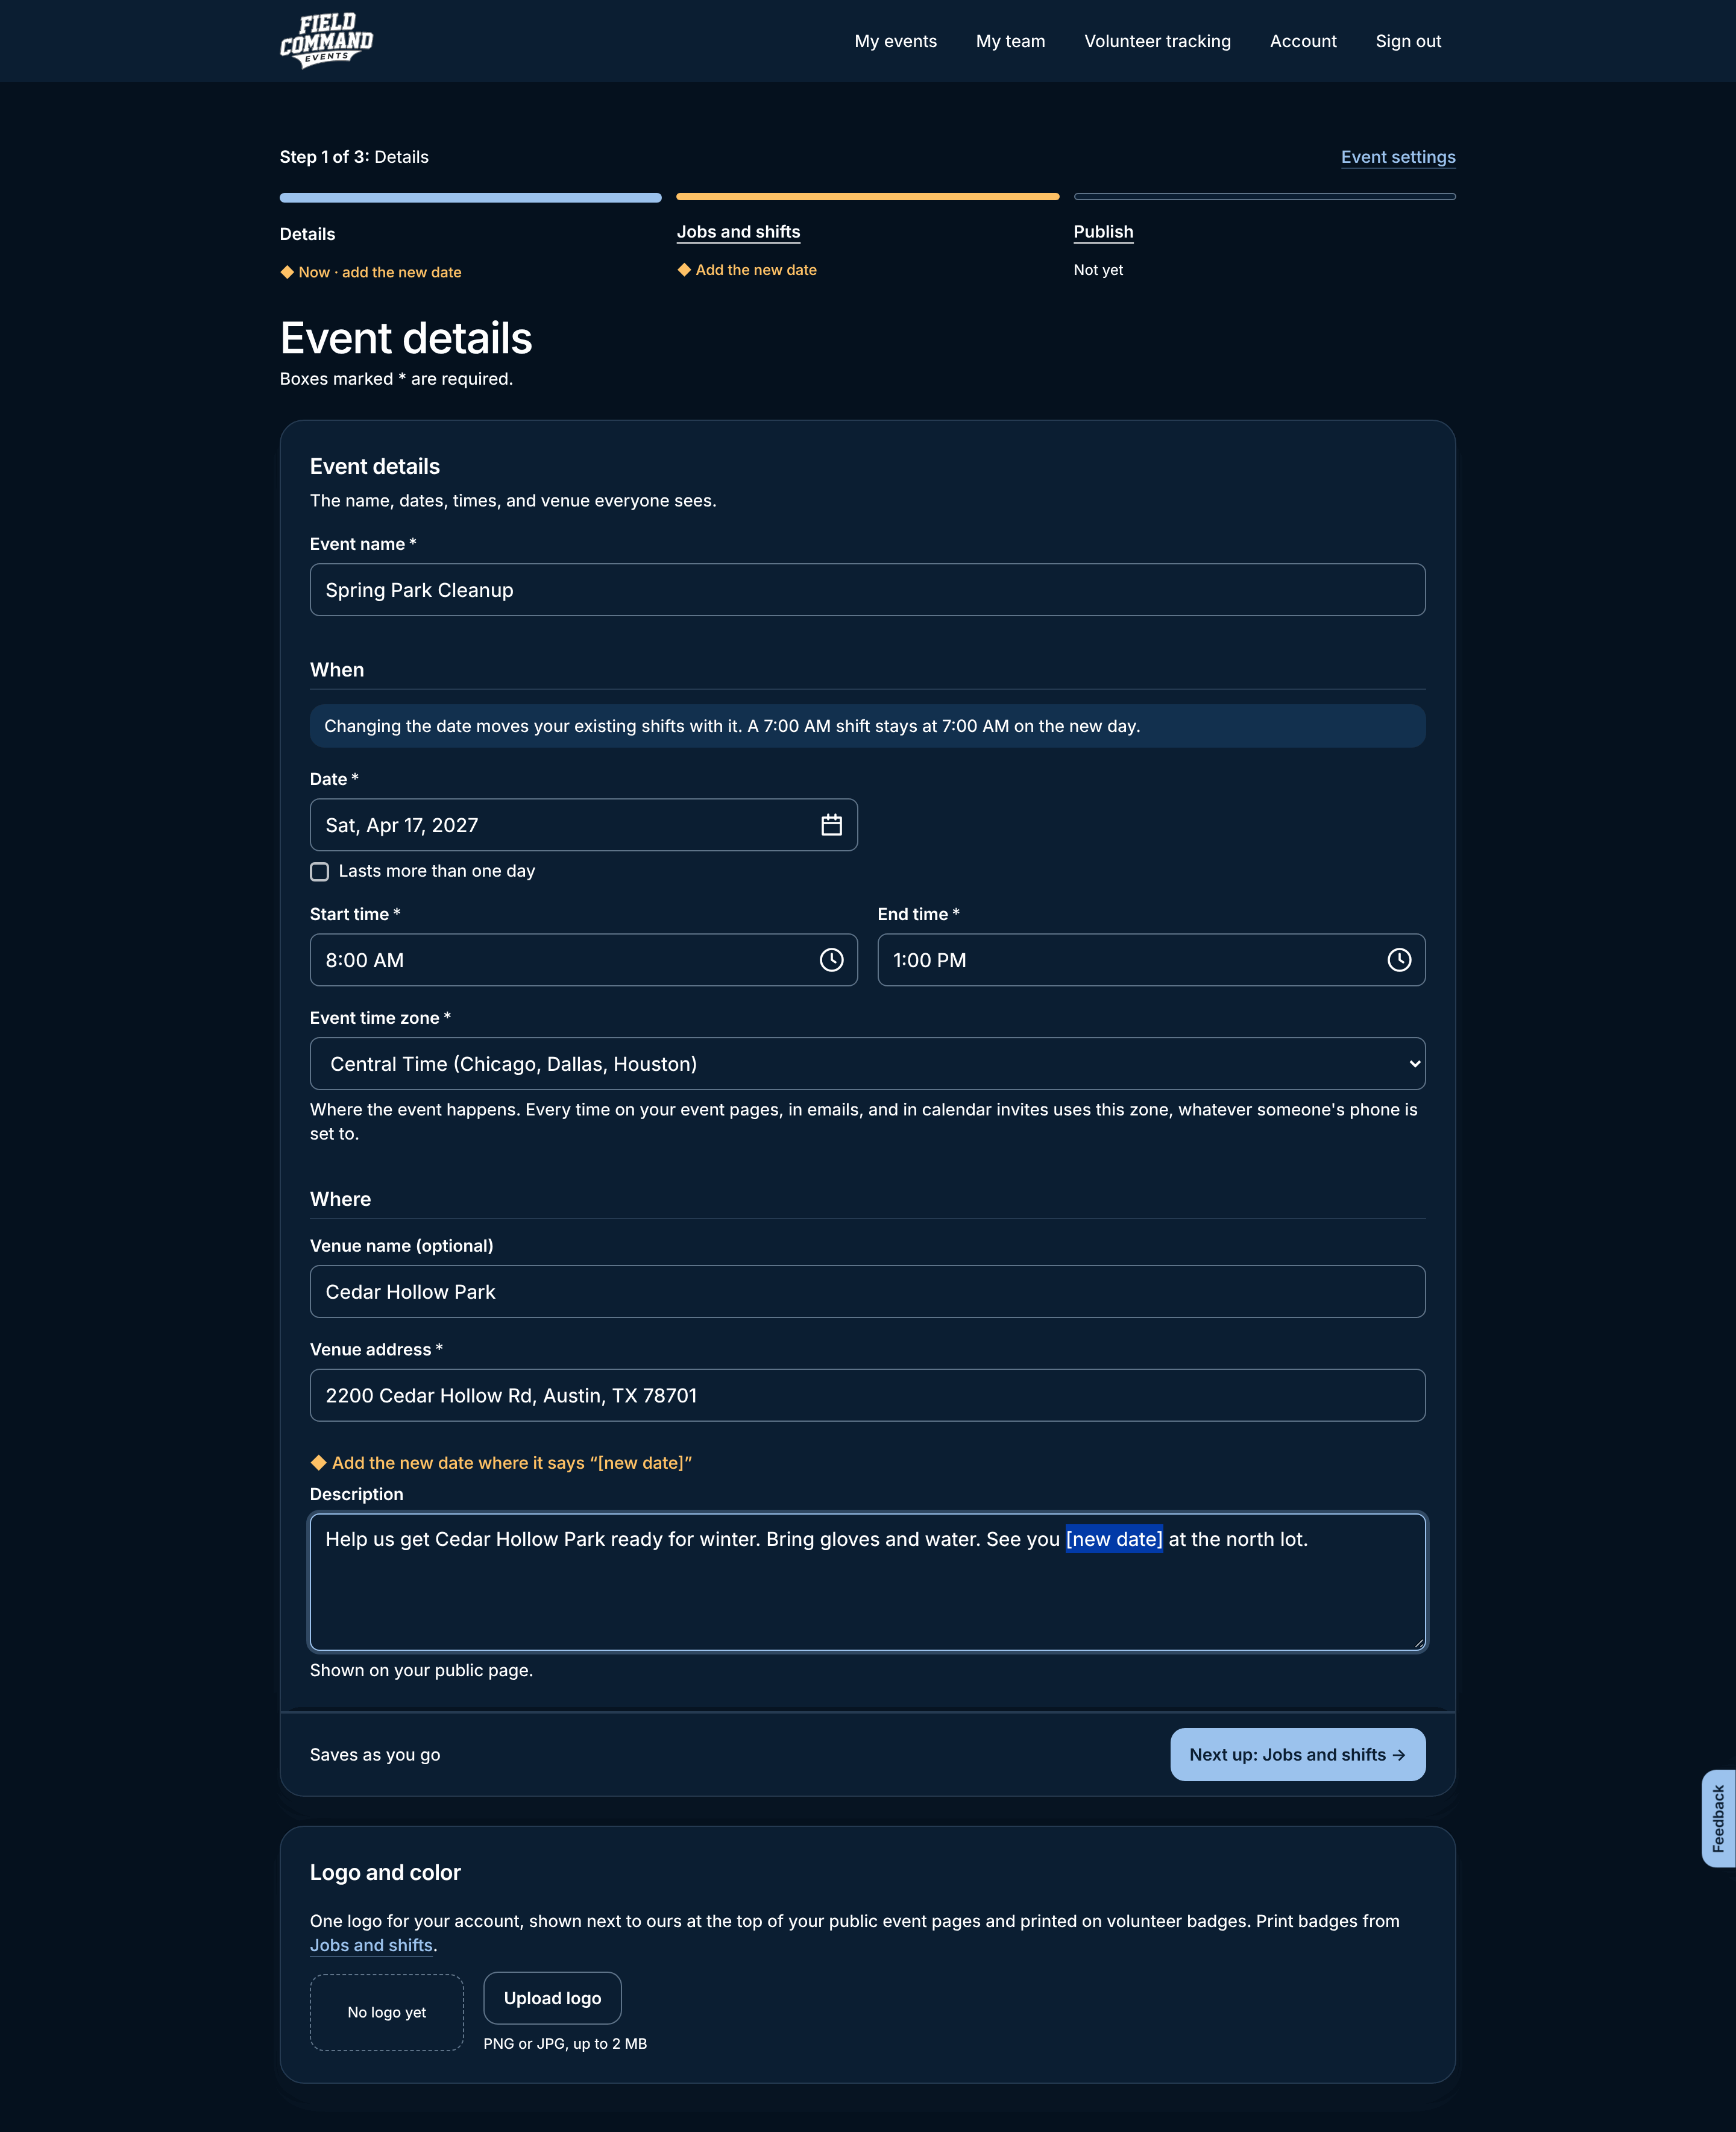 FIELD
COMMAND
EVENTS
My events
My team
Volunteer tracking
Account
Sign out
Step 1 of 3: Details
Event settings
Details
◆ Now · add the new date
Jobs and shifts
◆ Add the new date
Publish
Not yet
Event details
Boxes marked * are required.
Event details
The name, dates, times, and venue everyone sees.
Event name *
Spring Park Cleanup
When
Changing the date moves your existing shifts with it. A 7:00 AM shift stays at 7:00 AM on the new day.
Date *
Sat, Apr 17, 2027
Lasts more than one day
Start time *
8:00 AM
End time *
1:00 PM
Event time zone *
Central Time (Chicago, Dallas, Houston)
Where the event happens. Every time on your event pages, in emails, and in calendar invites uses this zone, whatever someone's phone is
set to.
Where
Venue name (optional)
Cedar Hollow Park
Venue address *
2200 Cedar Hollow Rd, Austin, TX 78701
◆ Add the new date where it says “[new date]”
Description
Help us get Cedar Hollow Park ready for winter. Bring gloves and water. See you [new date] at the north lot.
Shown on your public page.
Saves as you go
Next up: Jobs and shifts →
Feedback
Logo and color
One logo for your account, shown next to ours at the top of your public event pages and printed on volunteer badges. Print badges from
Jobs and shifts.
No logo yet
Upload logo
PNG or JPG, up to 2 MB